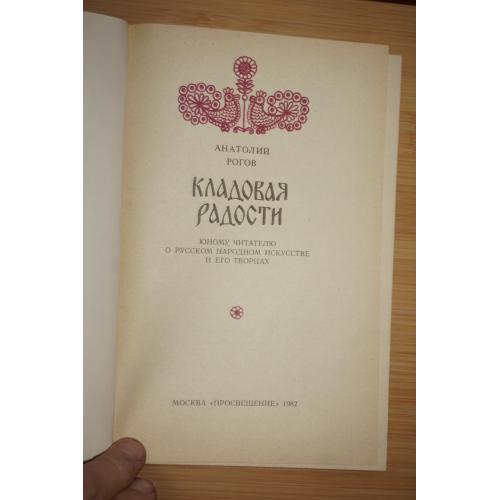 АНАТОЛИЙ
РОГОВ
КЛАДОВАЯ
РАДОСТИ
ЮНОМУ ЧИТАТЕЛЮ
О РУССКОМ НАРОДНОМ ИСКУССТВЕ
И ЕГО ТВОРЦАХ
МОСКВА «ПРОСВЕЩЕНИЕ» 1982